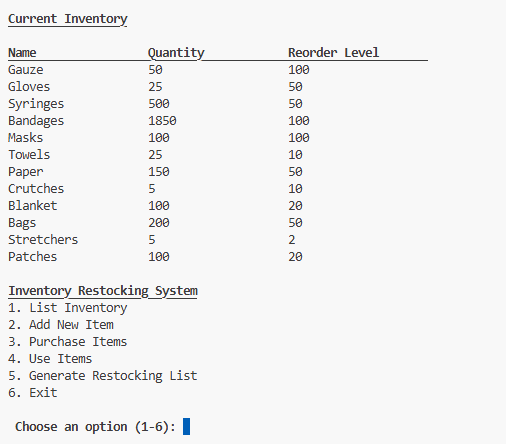 Current Inventory
Name Quantity Reorder Level
Gauze 50 100
Gloves 25 50
Syringes 500 50
Bandages 1850 100
Masks 100 100
Towels 25 10
Paper 150 50
Crutches 5 10
Blanket 100 20
Bags 200 50
Stretchers 5 2
Patches 100 20
Inventory Restocking System
1. List Inventory
2. Add New Item
3. Purchase Items
4. Use Items
5. Generate Restocking List
6. Exit
Choose an option (1-6):